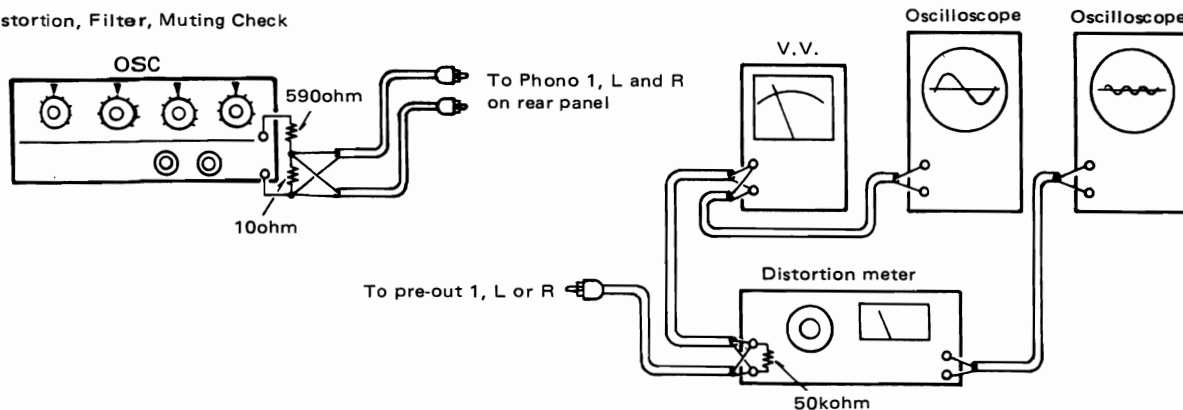 stortion, Filter, Muting Check
OSC
590ohm
10ohm
To Phono 1, L and R
on rear panel
V.V.
Oscilloscope
Oscilloscope
To pre-out 1, L or R
Distortion meter
50kohm